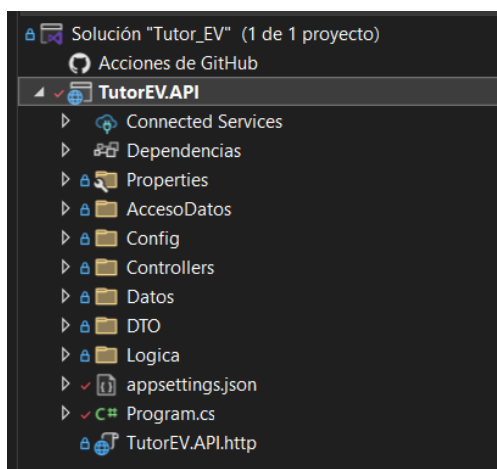 Solución "Tutor_EV" (1 de 1 proyecto)
Acciones de GitHub
TutorEV.API
Connected Services
Dependencias
Properties
AccesoDatos
Config
Controllers
Datos
DTO
Logica
appsettings.json
C# Program.cs
TutorEV.API.http